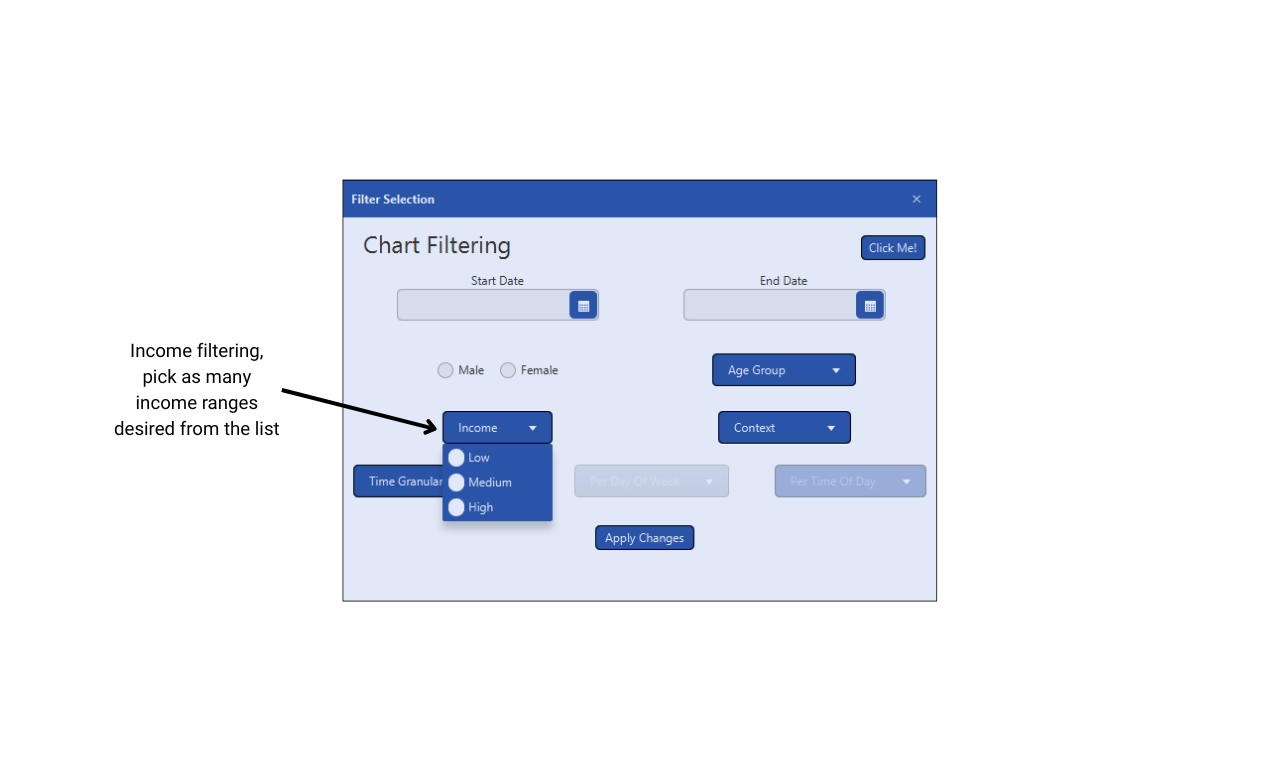 Filter Selection
Chart Filtering
Click Me!
Start Date
End Date
Income filtering,
pick as many
income ranges
desired from the list
Male
Female
Age Group
Income
Context
Low
Medium
High
Time Granular
Per Day Of Week
Per Time Of Day
Apply Changes